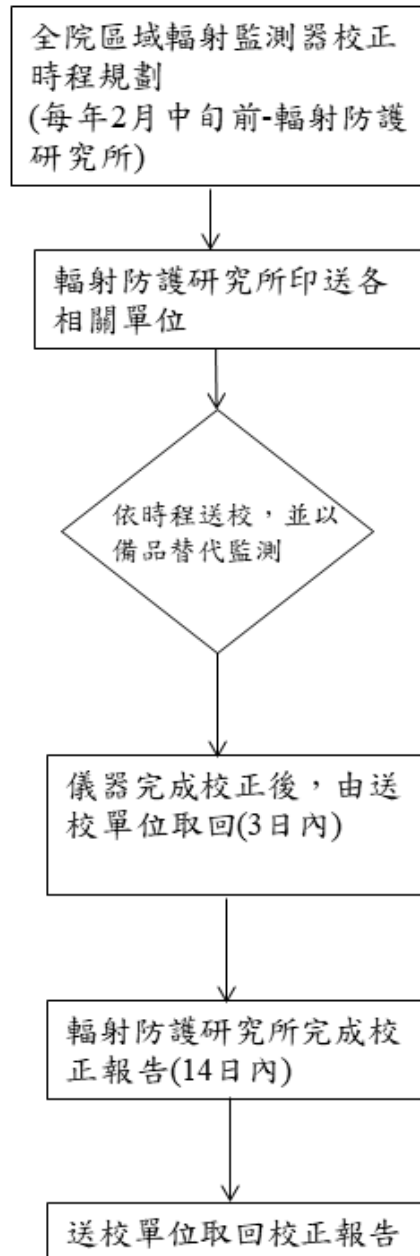 全院區域輻射監測器校正
時程規劃
(每年2月中旬前-輻射防護
研究所)
輻射防護研究所印送各
相關單位
依時程送校，並以
備品替代監測
儀器完成校正後，由送
校單位取回(3日內)
輻射防護研究所完成校
正報告(14日內)
送校單位取回校正報告